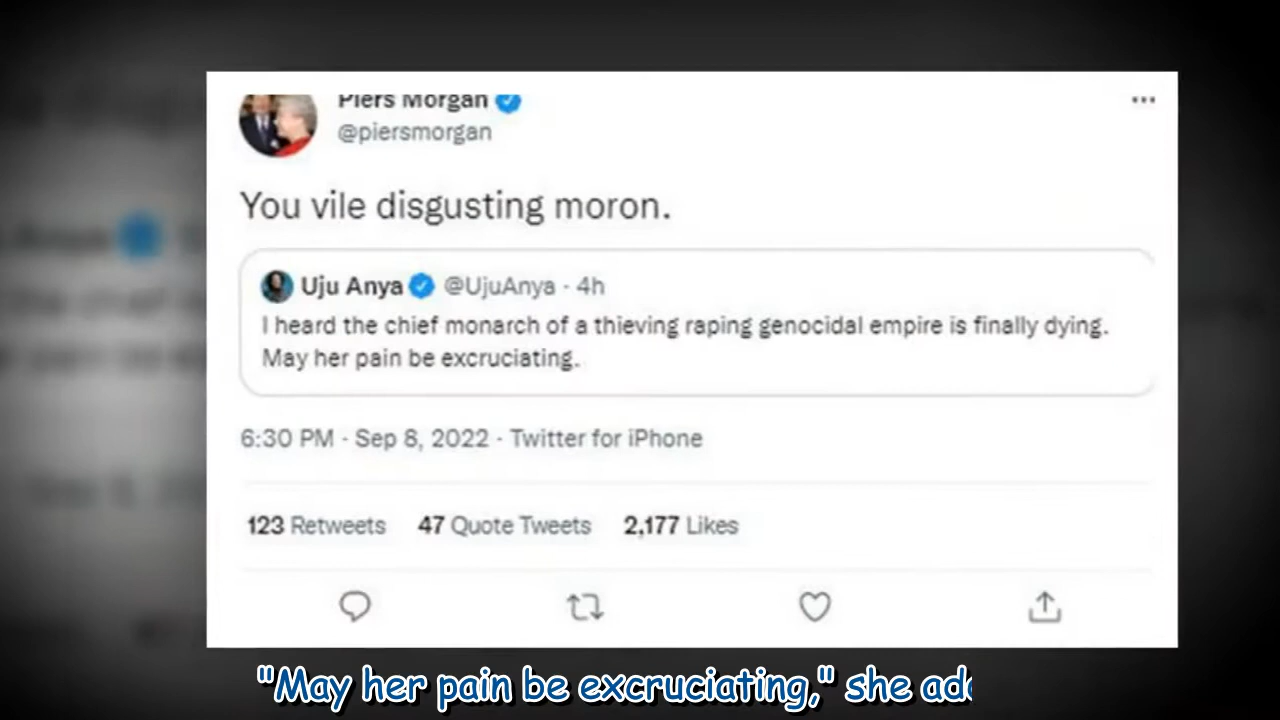 Piers Morgan
@piersmorgan
You vile disgusting moron.
Uju Anya @UjuAnya · 4h
I heard the chief monarch of a thieving raping genocidal empire is finally dying.
May her pain be excruciating.
6:30 PM · Sep 8, 2022 · Twitter for iPhone
123 Retweets 47 Quote Tweets 2,177 Likes
"May her pain be excruciating," she